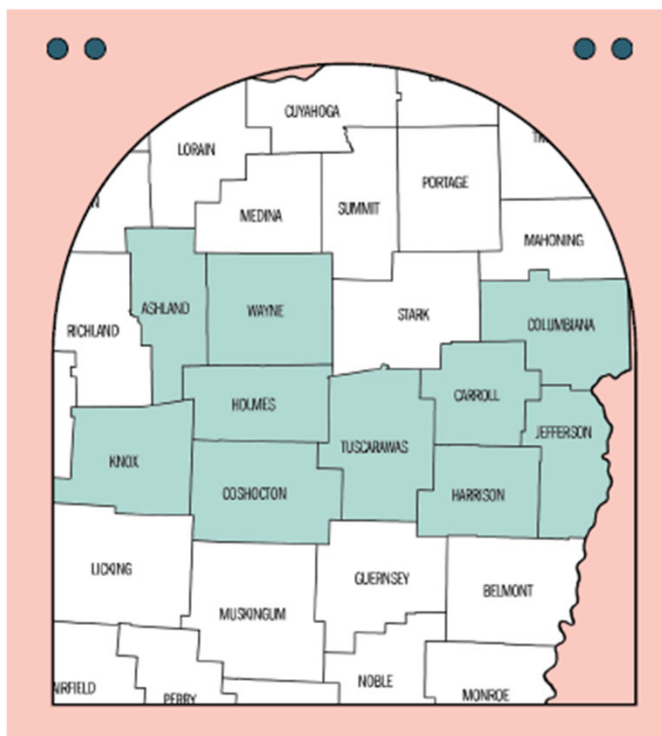 CUYAHOGA
LORAIN
PORTAGE
SUMMIT
MEDINA
MAHONING
ASHLAND
WAYNE
STARK
COLUMBIANA
RICHLAND
CARROLL
HOLMES
JEFFERSON
TUSCARAWAS
KNOX
COSHOCTON
HARRISON
LICKING
GUERNSEY
BELMONT
MUSKINGUM
NOBLE
AIRFIELD
MONROE
PERRY